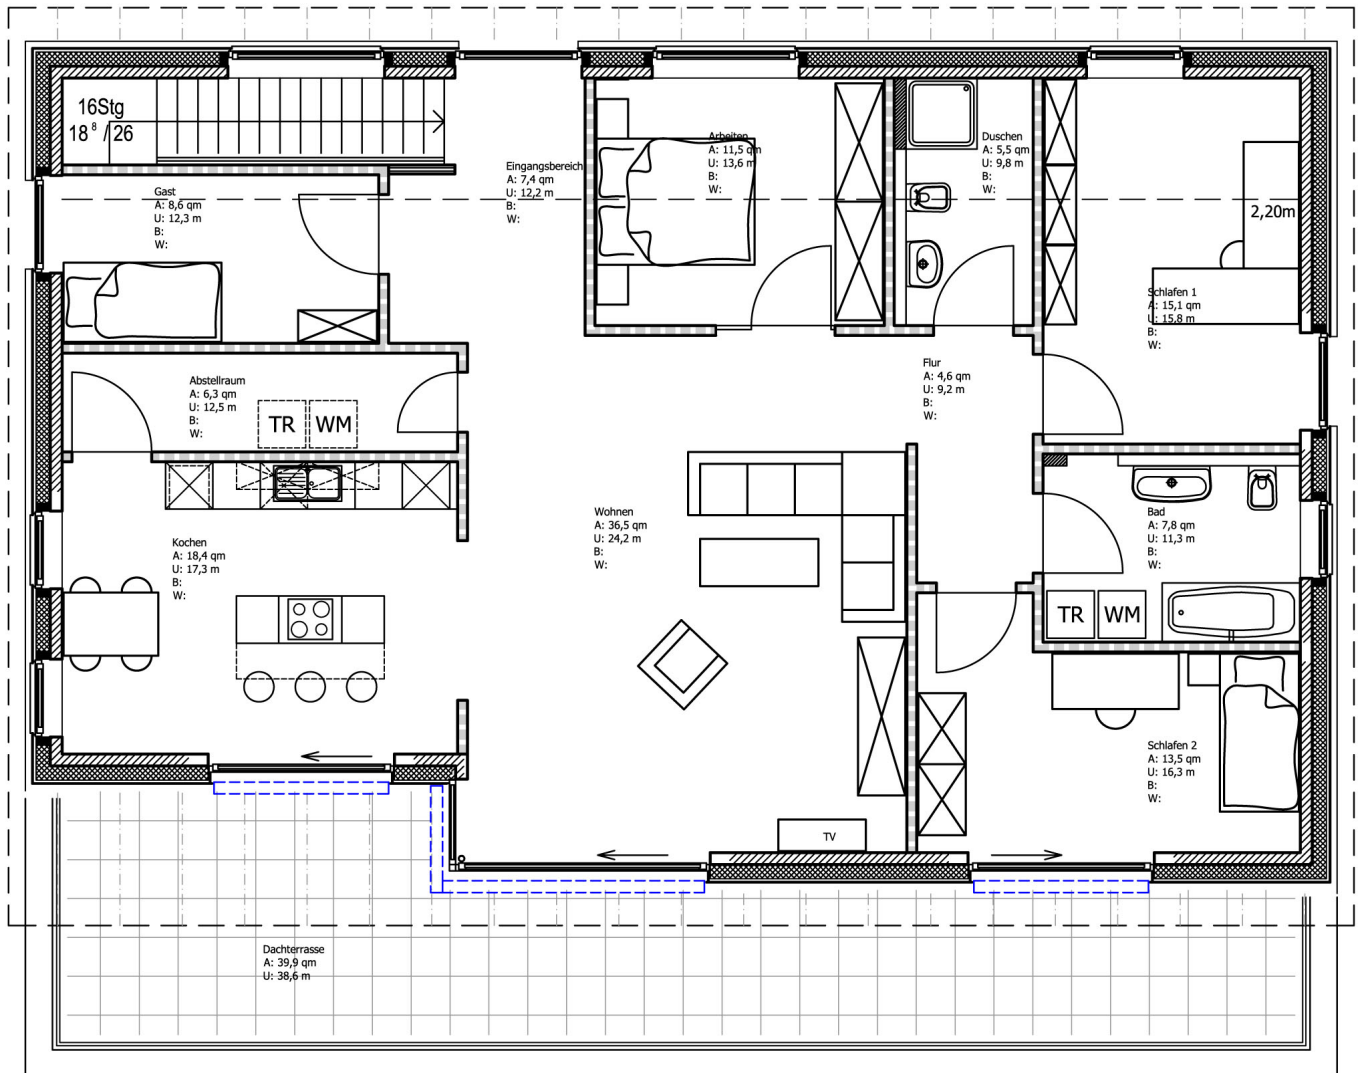 16Stg
18⁸ / 26
Gast
A: 8,6 qm
U: 12,3 m
B:
W:
Eingangsbereich
A: 7,4 qm
U: 12,2 m
B:
W:
Arbeiten
A: 11,5 qm
U: 13,6 m
B:
W:
Duschen
A: 5,5 qm
U: 9,8 m
B:
W:
2,20m
Schlafen 1
A: 15,1 qm
U: 15,8 m
B:
W:
Abstellraum
A: 6,3 qm
U: 12,5 m
B:
W:
TR
WM
Flur
A: 4,6 qm
U: 9,2 m
B:
W:
Kochen
A: 18,4 qm
U: 17,3 m
B:
W:
Wohnen
A: 36,5 qm
U: 24,2 m
B:
W:
Bad
A: 7,8 qm
U: 11,3 m
B:
W:
TR
WM
Schlafen 2
A: 13,5 qm
U: 16,3 m
B:
W:
TV
Dachterrasse
A: 39,9 qm
U: 38,6 m